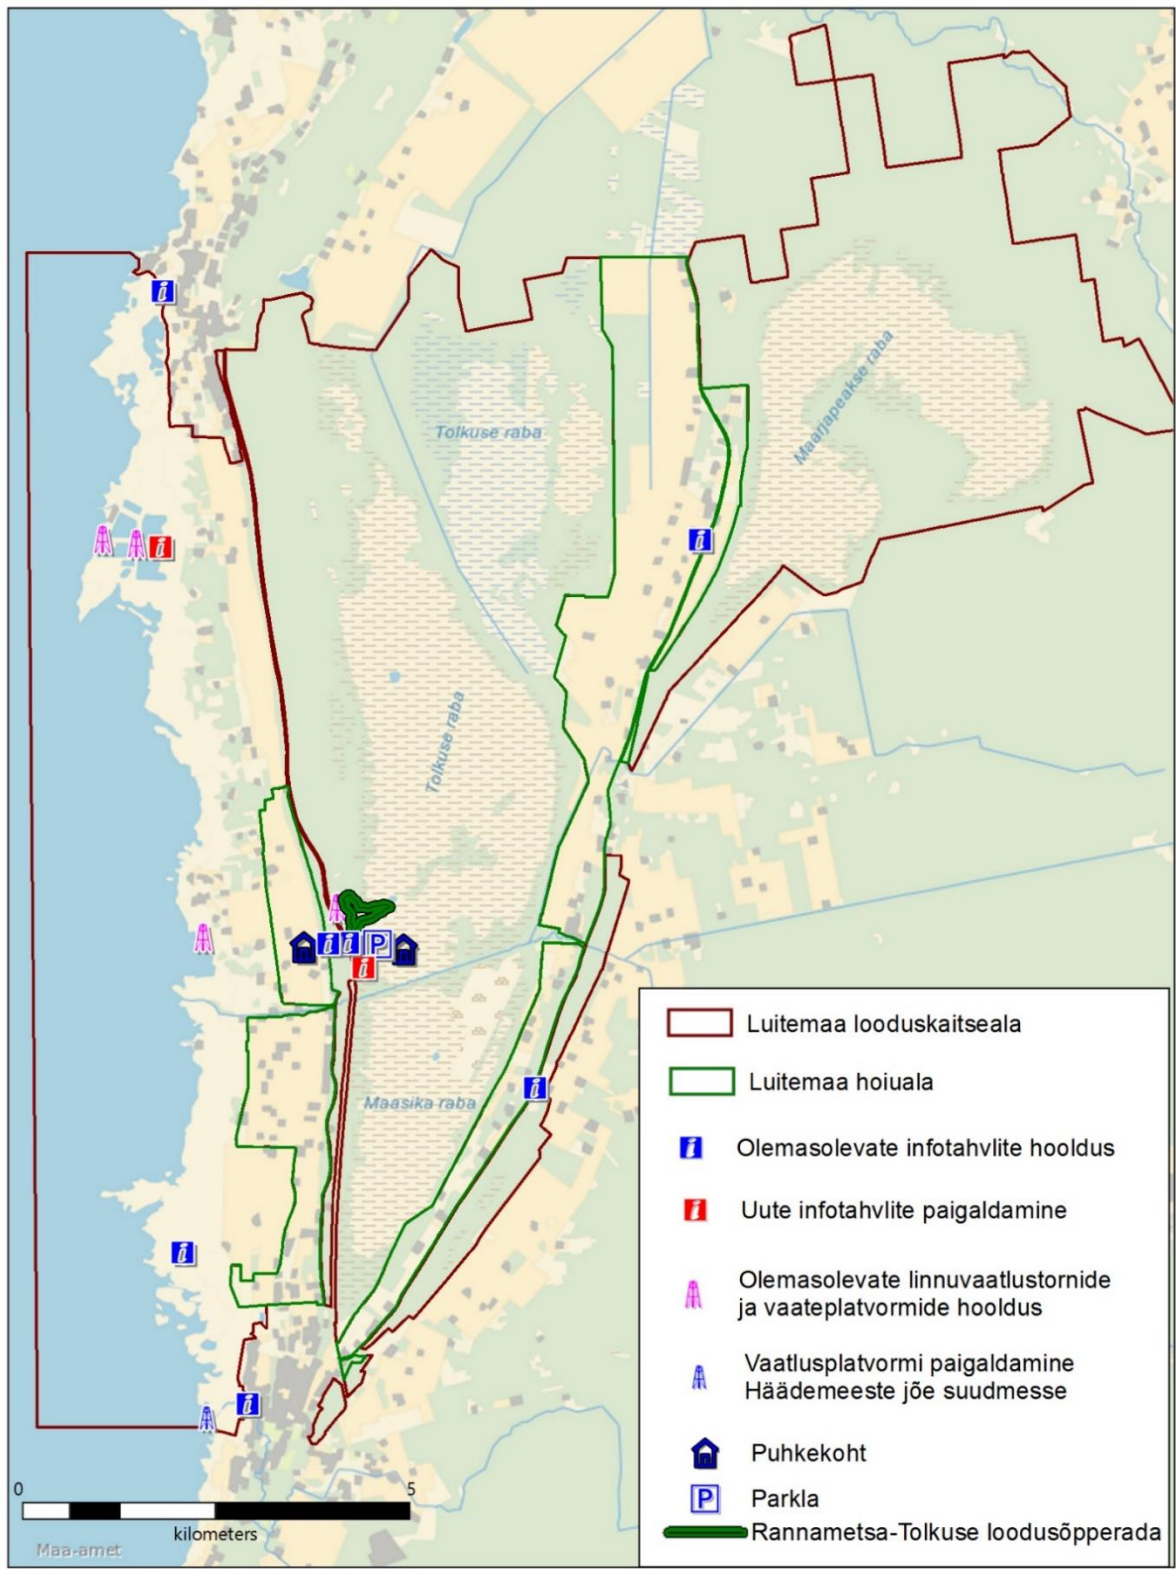 Tolkuse raba
Maarjapeakse raba
Tolkuse raba
P
Maasika raba
Luitemaa looduskaitseala
Luitemaa hoiuala
i Olemasolevate infotahvlite hooldus
i Uute infotahvlite paigaldamine
Olemasolevate linnuvaatlustornide
ja vaateplatvormide hooldus
Vaatlusplatvormi paigaldamine
Häädemeeste jõe suudmesse
Puhkekoht
P Parkla
Rannametsa-Tolkuse loodusõpperada
0 5
kilometers
Maa-amet